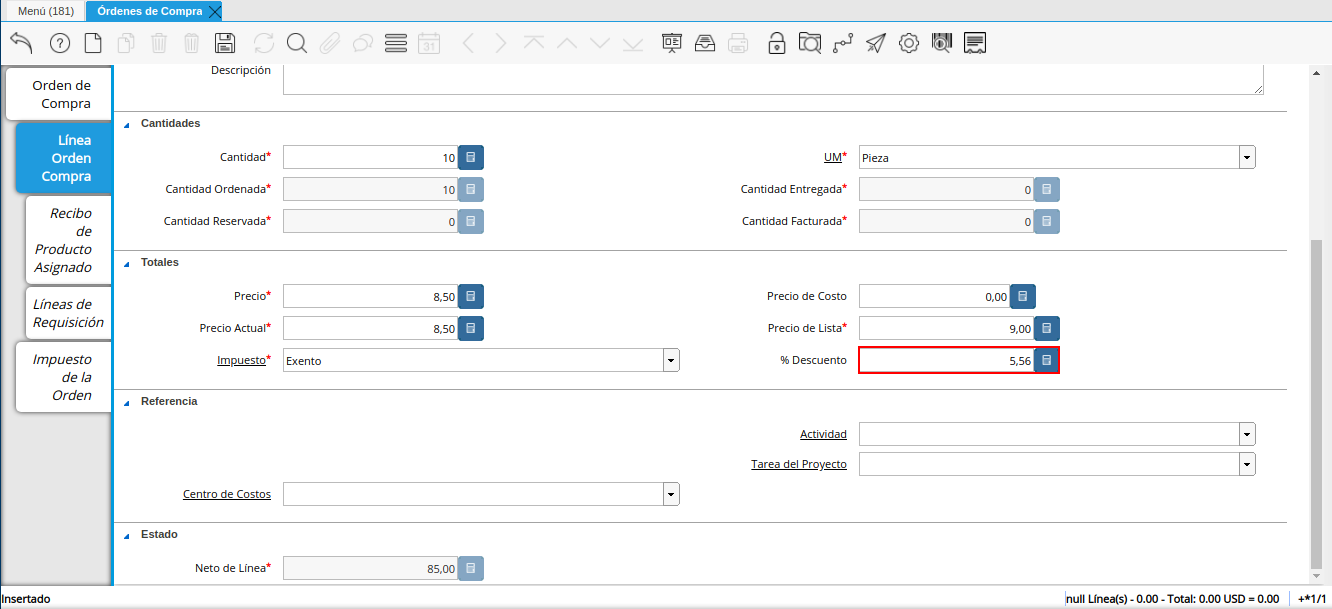 Menú (181)
Órdenes de Compra
31
Orden de
Compra
Línea
Orden
Compra
Recibo
de
Producto
Asignado
Líneas de
Requisición
Impuesto
de la
Orden
Descripción
Cantidades
Cantidad* 10
UM* Pieza
Cantidad Ordenada* 10
Cantidad Entregada* 0
Cantidad Reservada* 0
Cantidad Facturada* 0
Totales
Precio* 8,50
Precio de Costo 0,00
Precio Actual* 8,50
Precio de Lista* 9,00
Impuesto* Exento
% Descuento 5,56
Referencia
Actividad
Tarea del Proyecto
Centro de Costos
Estado
Neto de Línea* 85,00
Insertado
null Línea(s) - 0.00 - Total: 0.00 USD = 0.00
+*1/1